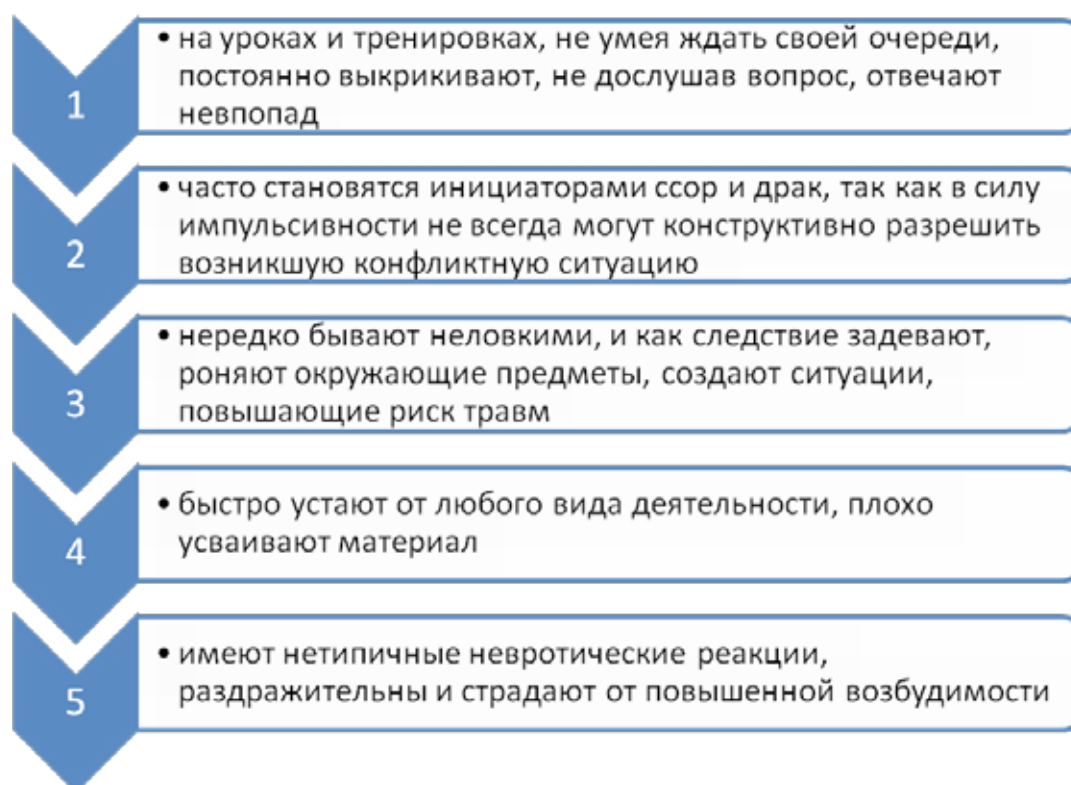 1
• на уроках и тренировках, не умея ждать своей очереди,
постоянно выкрикивают, не дослушав вопрос, отвечают
невпопад
2
• часто становятся инициаторами ссор и драк, так как в силу
импульсивности не всегда могут конструктивно разрешить
возникшую конфликтную ситуацию
3
• нередко бывают неловкими, и как следствие задевают,
роняют окружающие предметы, создают ситуации,
повышающие риск травм
4
• быстро устают от любого вида деятельности, плохо
усваивают материал
5
• имеют нетипичные невротические реакции,
раздражительны и страдают от повышенной возбудимости